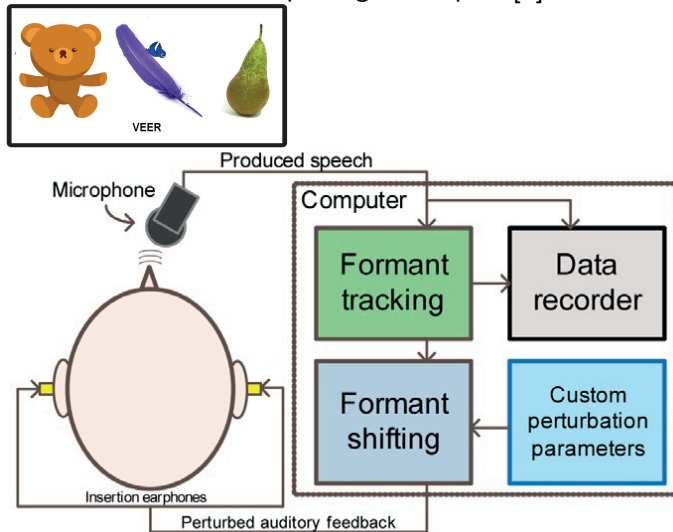 VEER
Produced speech
Microphone
Computer
Formant
tracking
Data
recorder
Formant
shifting
Custom
perturbation
parameters
Insertion earphones
Perturbed auditory feedback